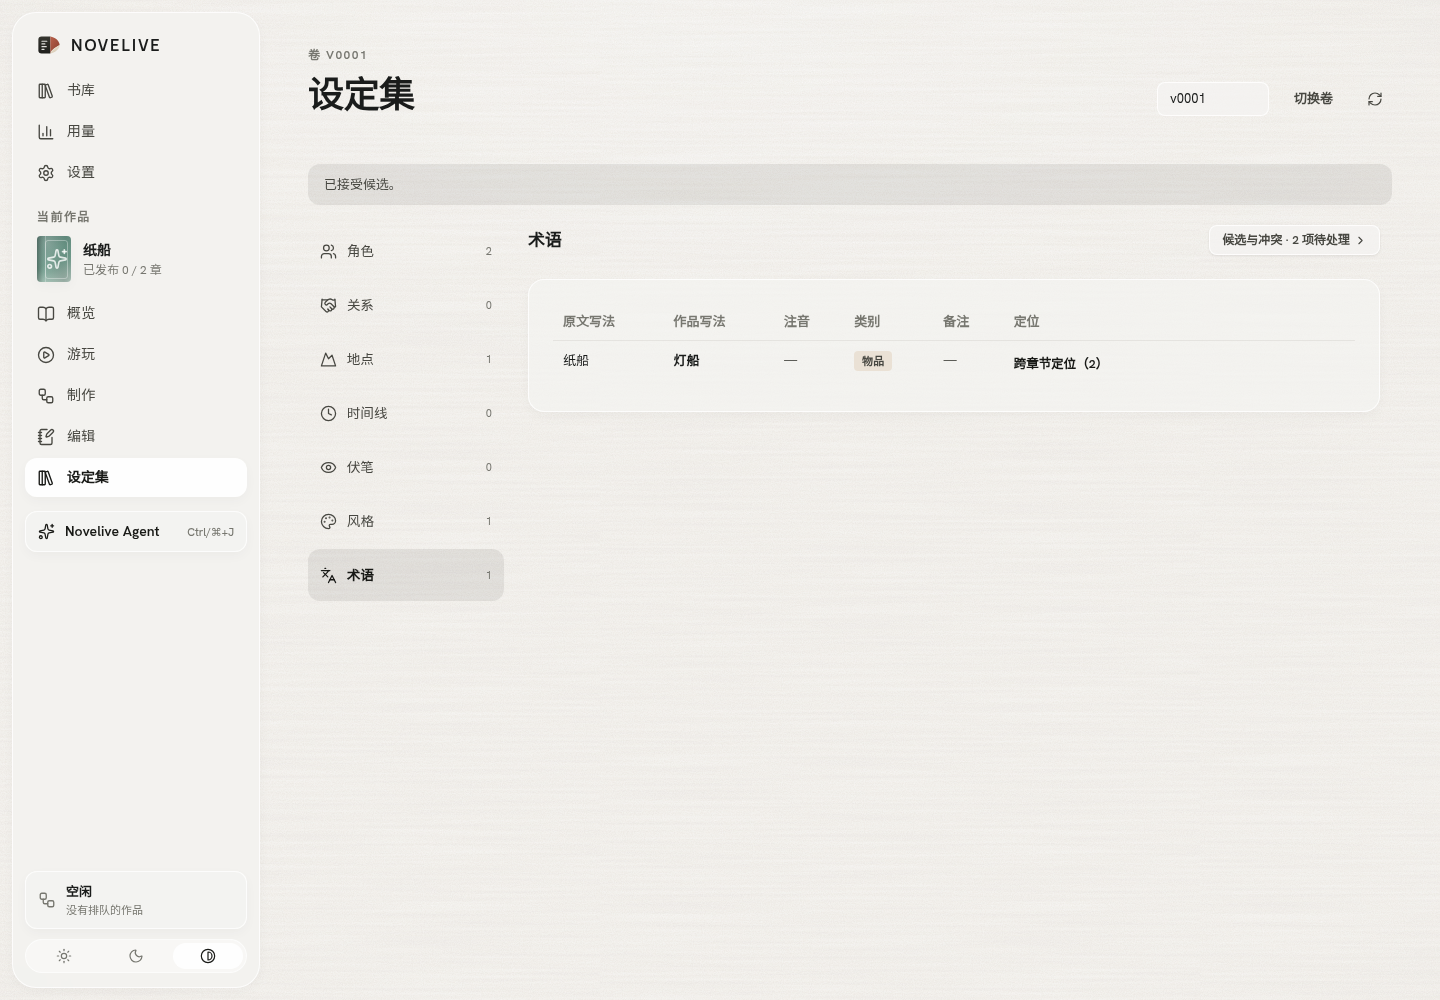 NOVELIVE
书库
用量
设置
当前作品
纸船
已发布 0 / 2 章
概览
游玩
制作
编辑
设定集
Novelive Agent Ctrl/⌘+J
空闲
没有排队的作品
卷 V0001
设定集
v0001 切换卷
已接受候选。
角色 2
关系 0
地点 1
时间线 0
伏笔 0
风格 1
术语 1
术语 候选与冲突 · 2 项待处理
原文写法 作品写法 注音 类别 备注 定位
纸船 灯船 — 物品 — 跨章节定位（2）